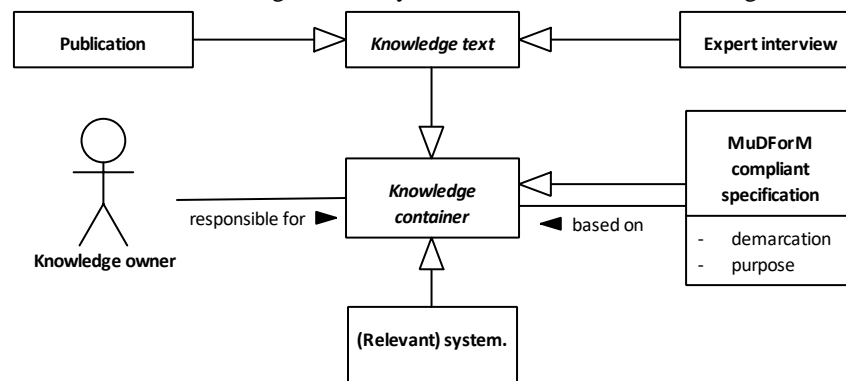 Publication
Knowledge text
Expert interview
MuDForM
compliant
specification
Knowledge
container
responsible for
based on
- demarcation
- purpose
Knowledge owner
(Relevant) system.